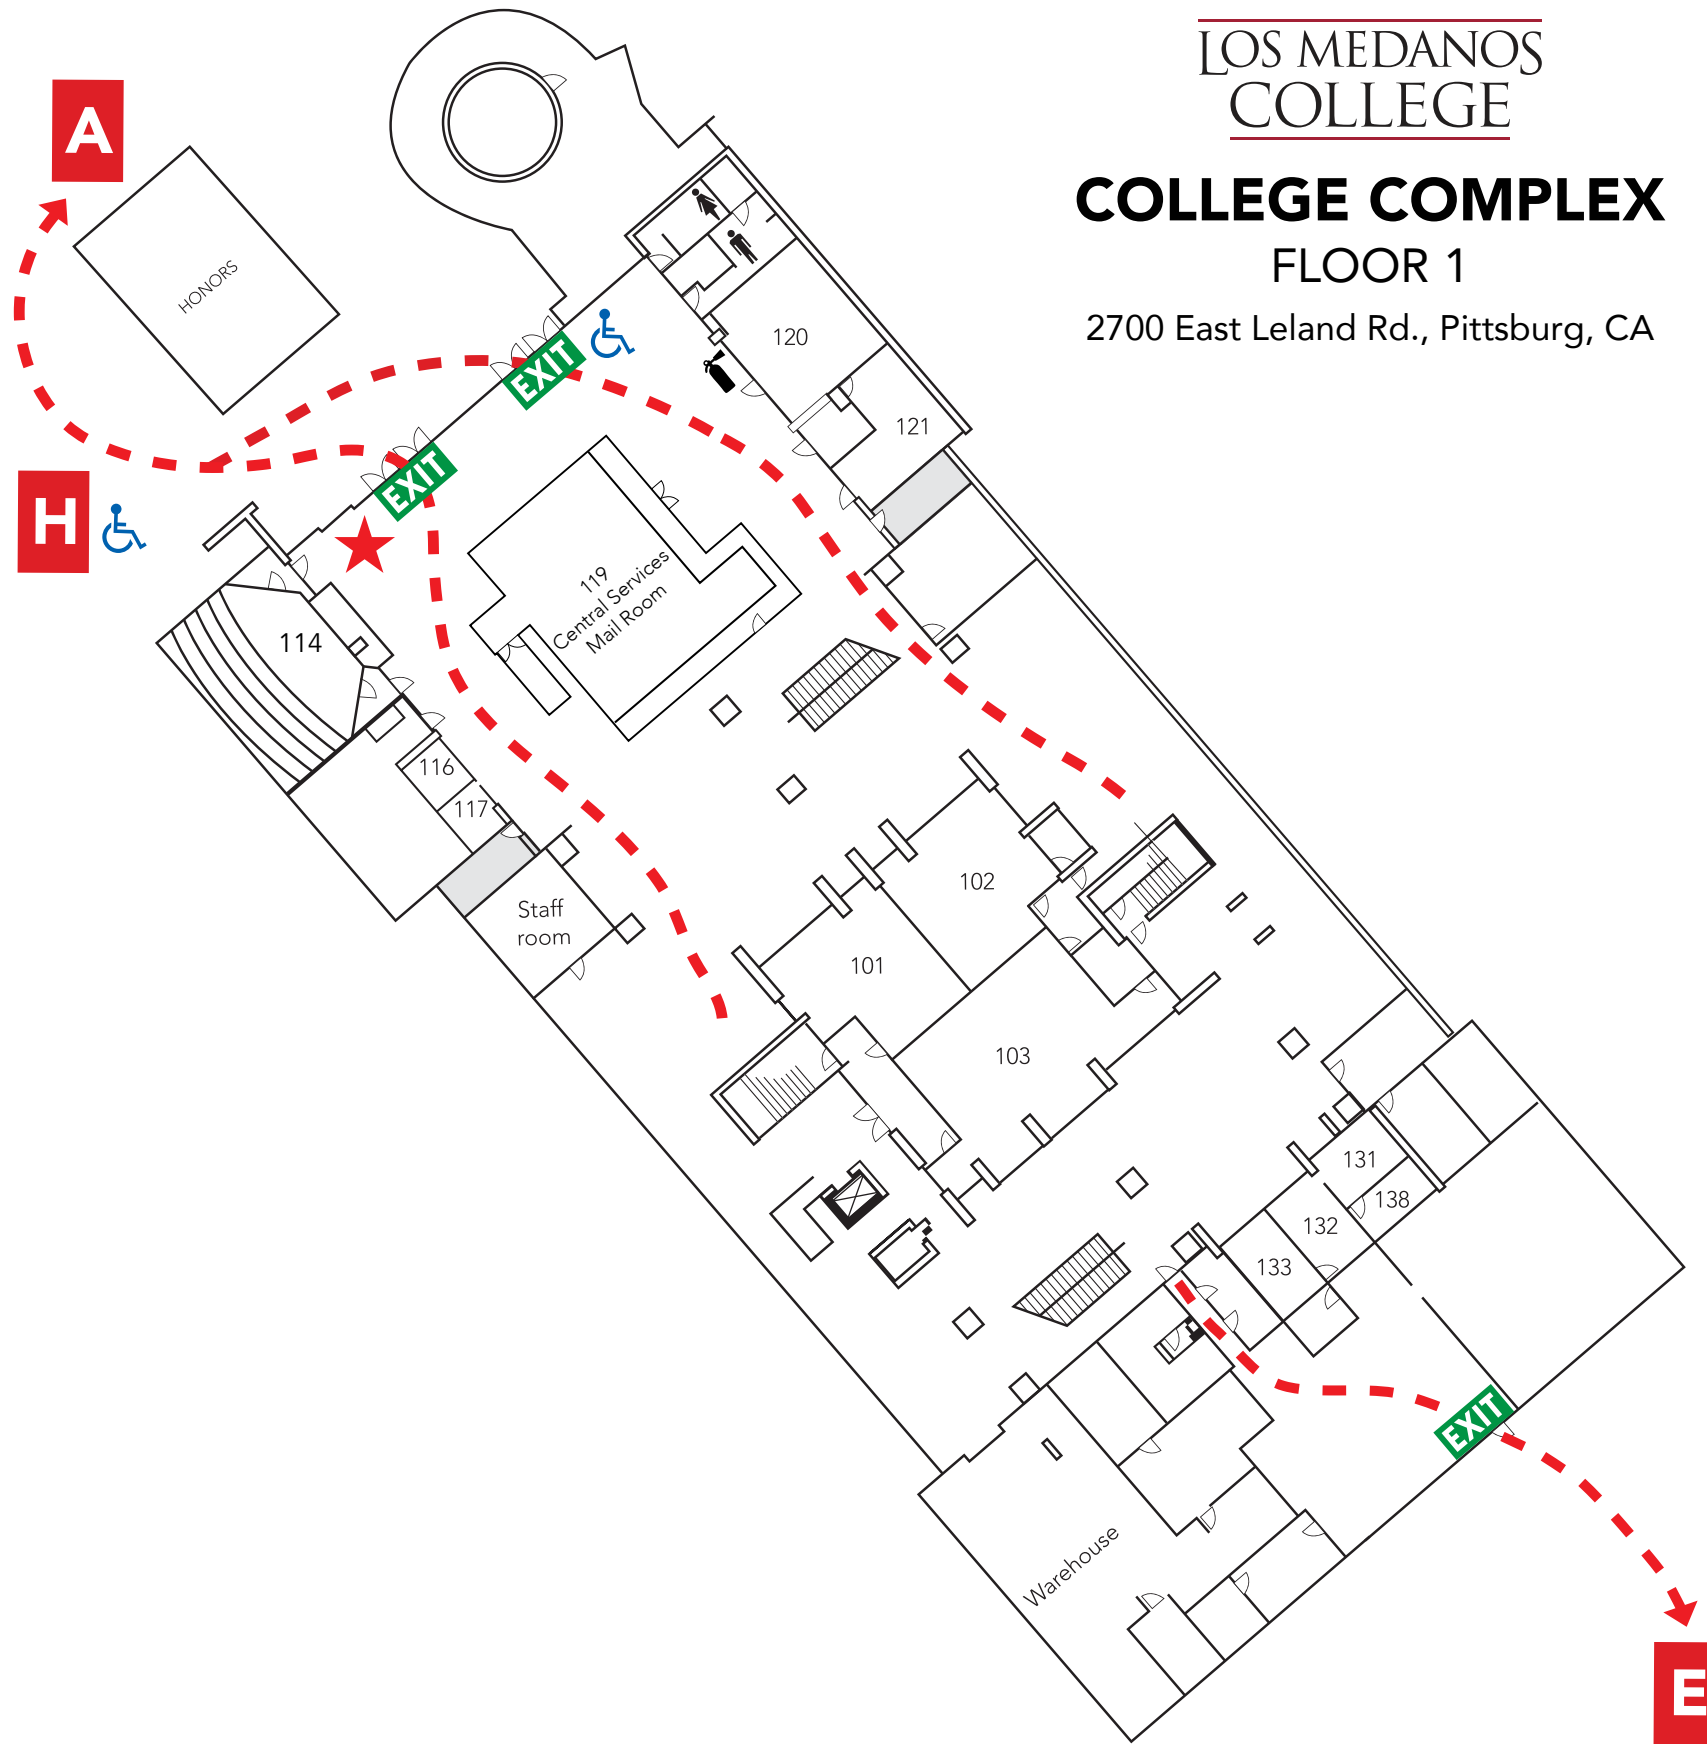 LOS MEDANOS
COLLEGE
COLLEGE COMPLEX
FLOOR 1
2700 East Leland Rd., Pittsburg, CA
A
HONORS
H
EXIT
EXIT
120
121
119
Central Services
Mail Room
114
116
117
Staff
room
102
101
103
131
138
132
133
EXIT
Warehouse
E